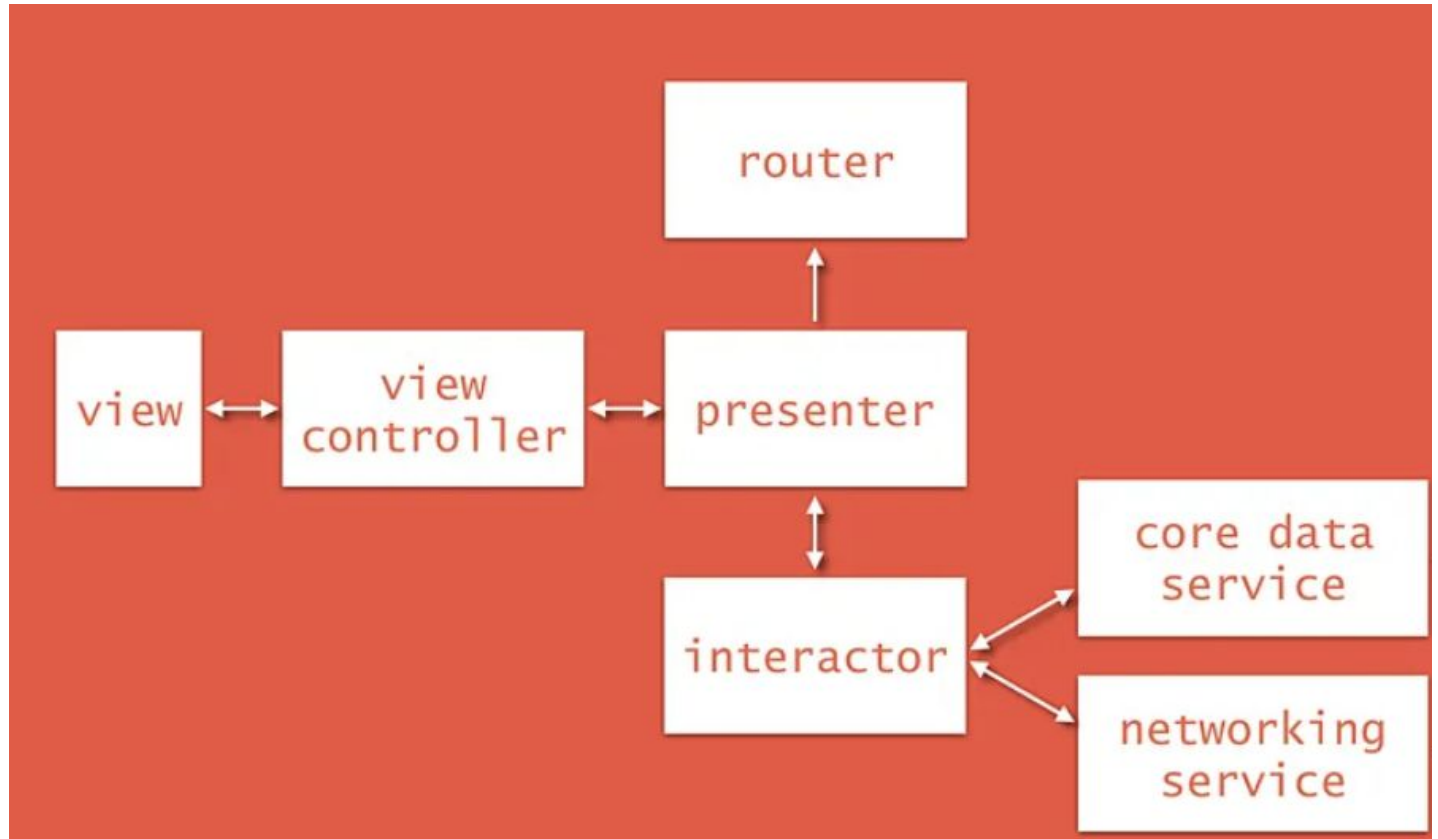 router
view
view
controller
presenter
core data
service
interactor
networking
service